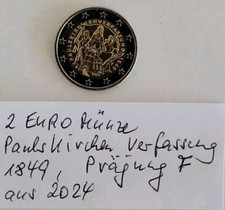 2 EURO Münze
Paulskirchen Verfassung
1849, Prägung F
aus 2024